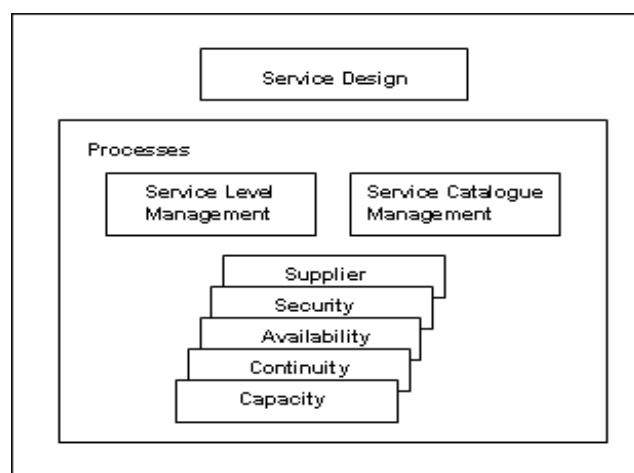 Service Design
Processes
Service Level
Management
Service Catalogue
Management
Supplier
Security
Availability
Continuity
Capacity